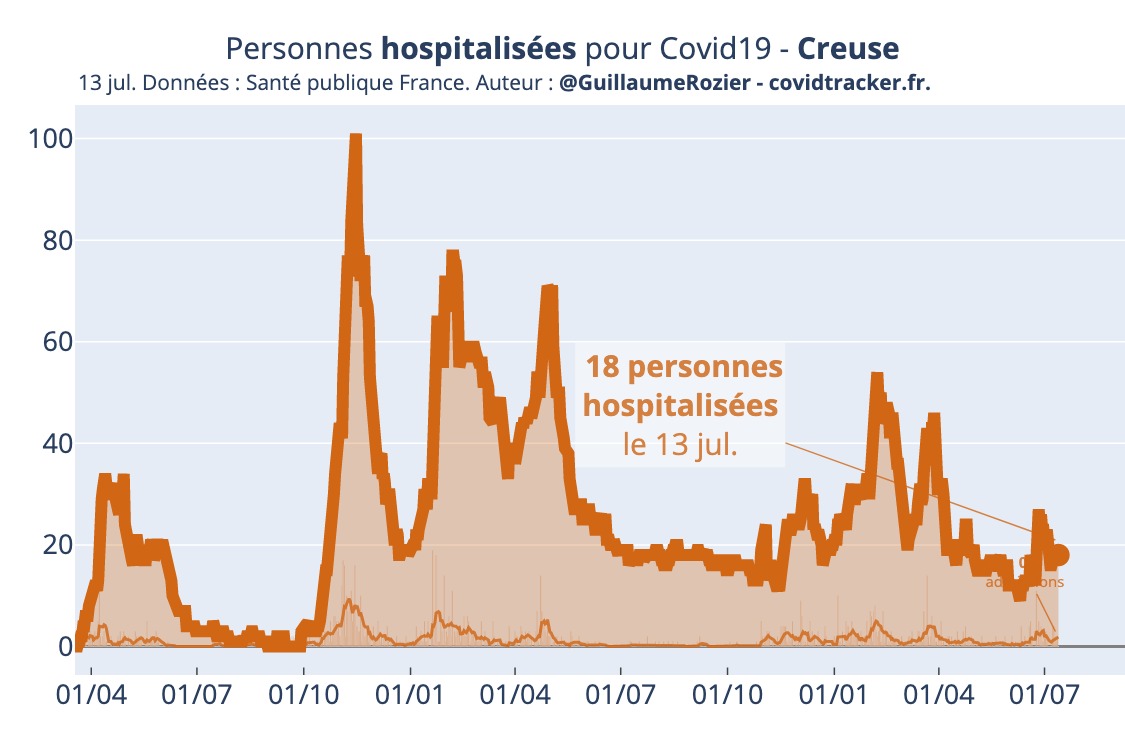 Personnes hospitalisées pour Covid19 - Creuse
13 jul. Données : Santé publique France. Auteur : @GuillaumeRozier - covidtracker.fr.
100
80
60
40
20
0
18 personnes
hospitalisées
le 13 jul.
01/04 01/07 01/10 01/01 01/04 01/07 01/10 01/01 01/04 01/07